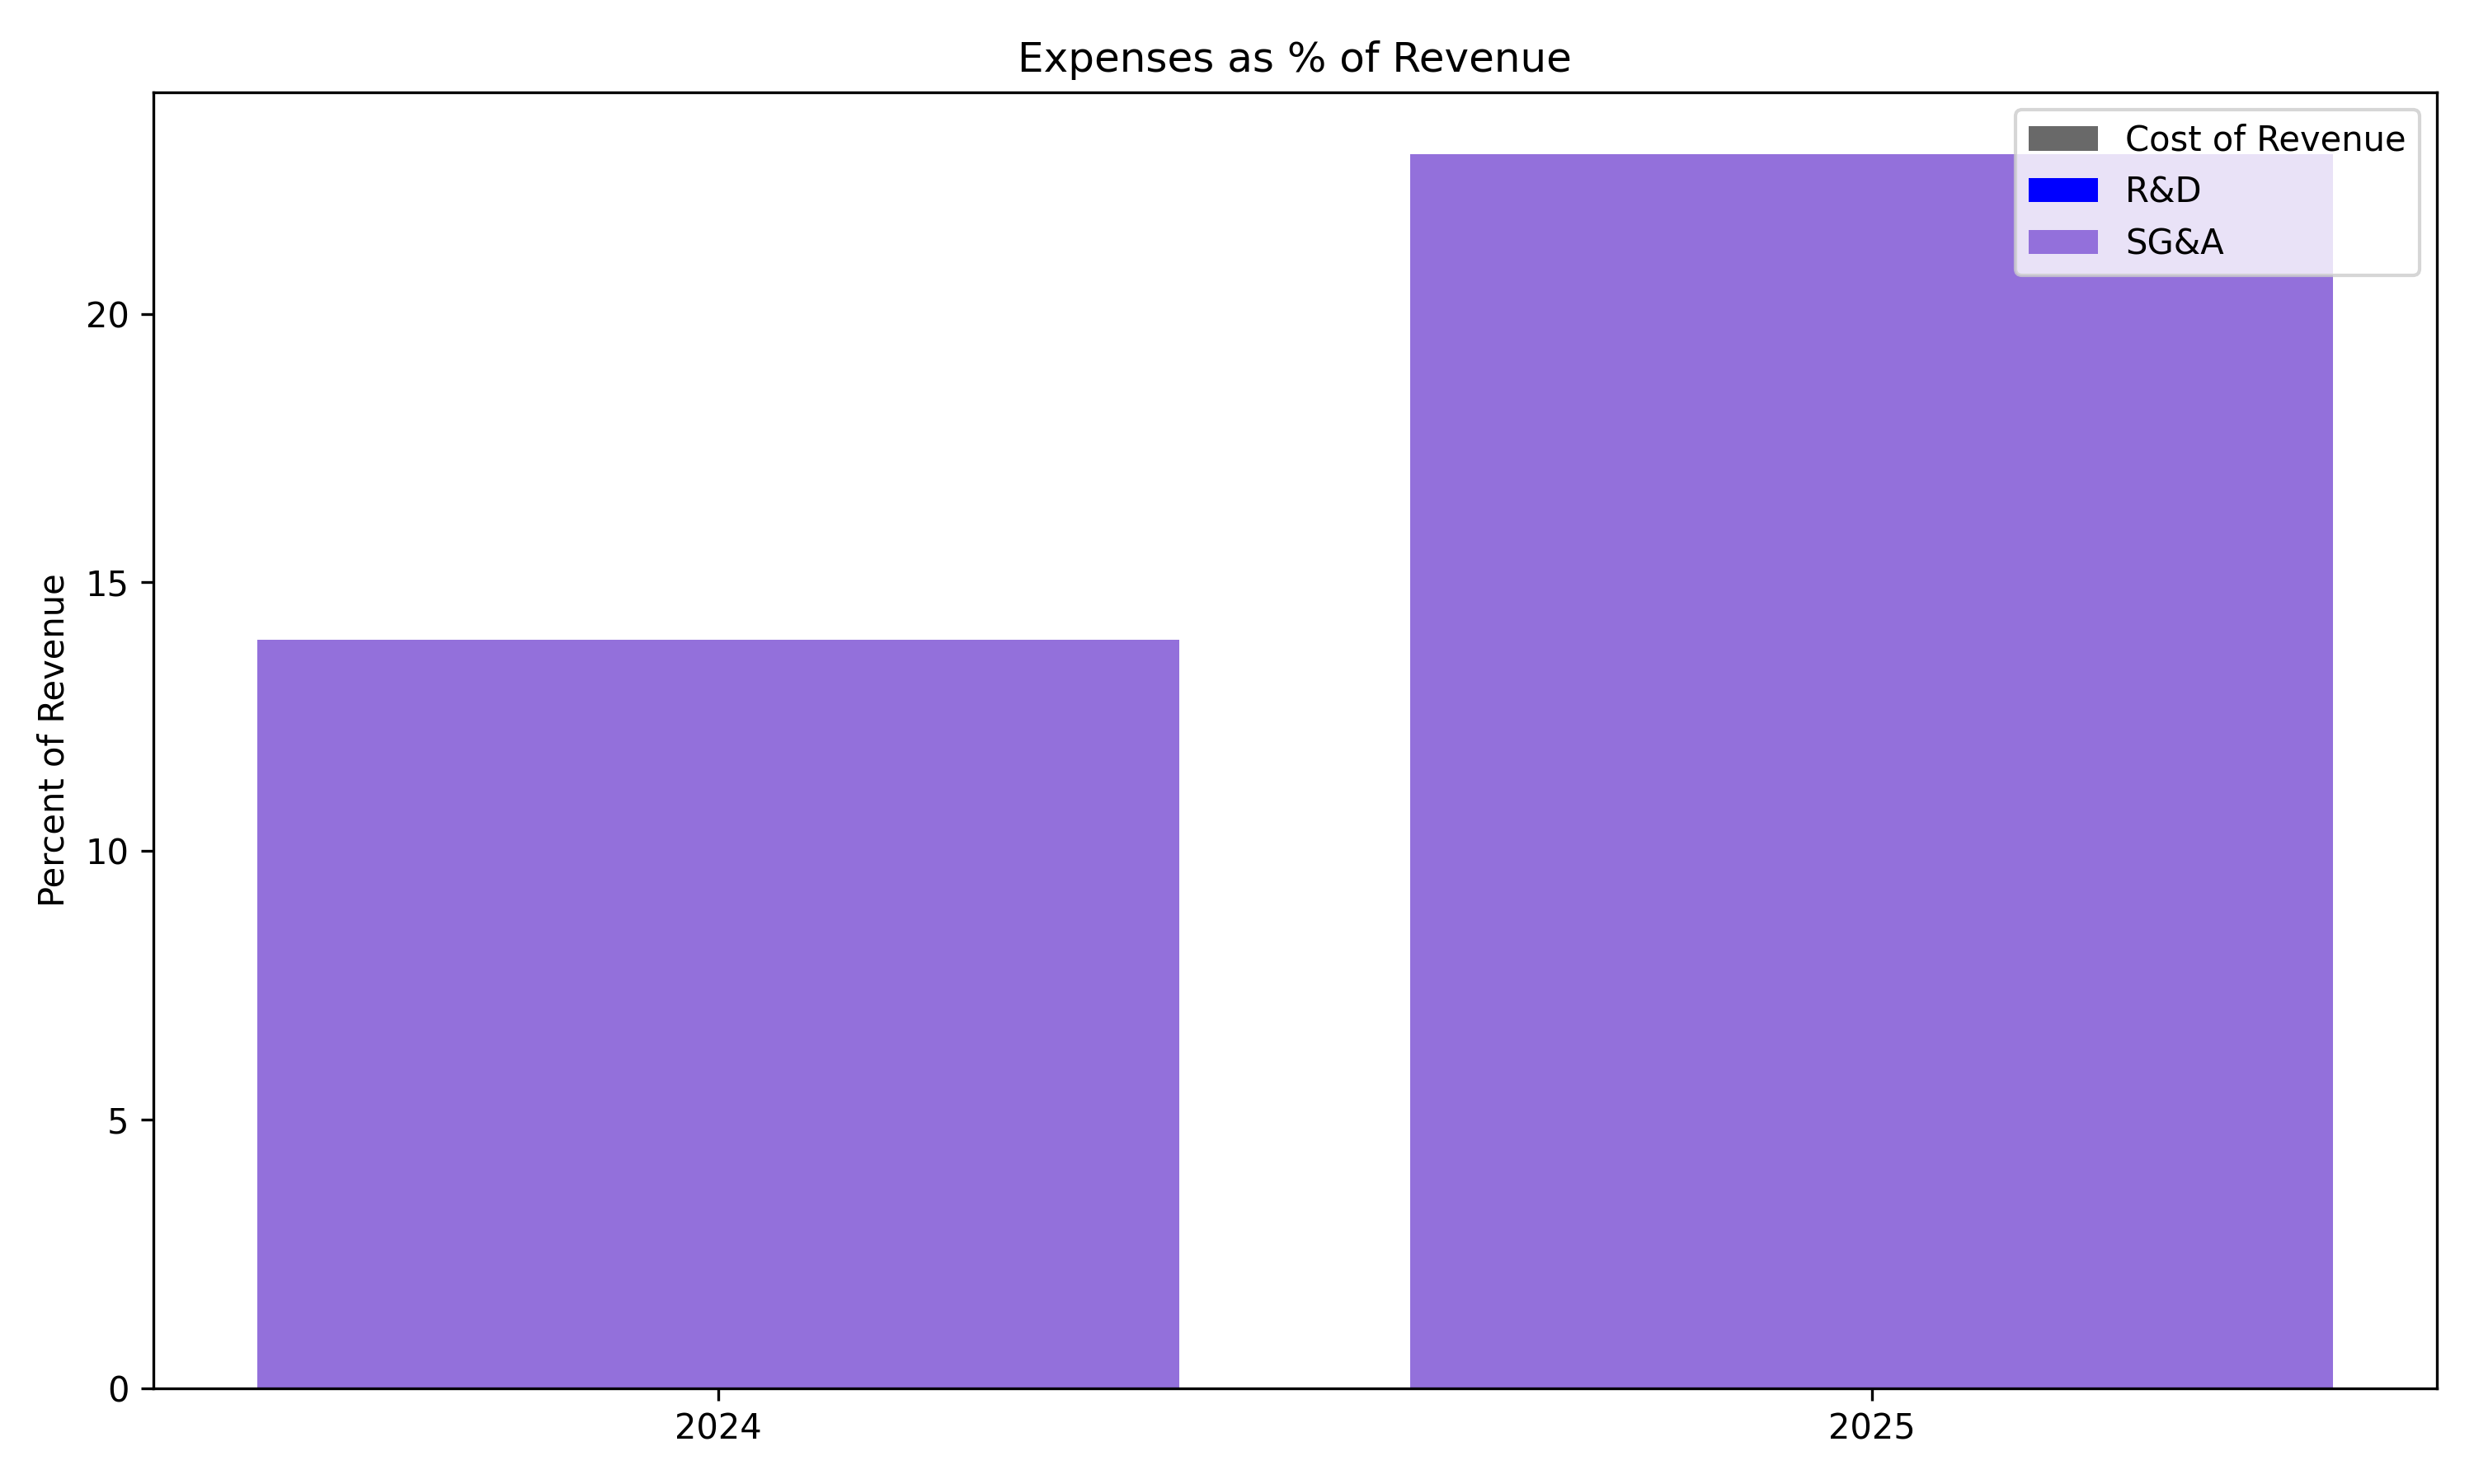 Expenses as % of Revenue
Cost of Revenue
R&D
SG&A
Percent of Revenue
20
15
10
5
0
2024
2025